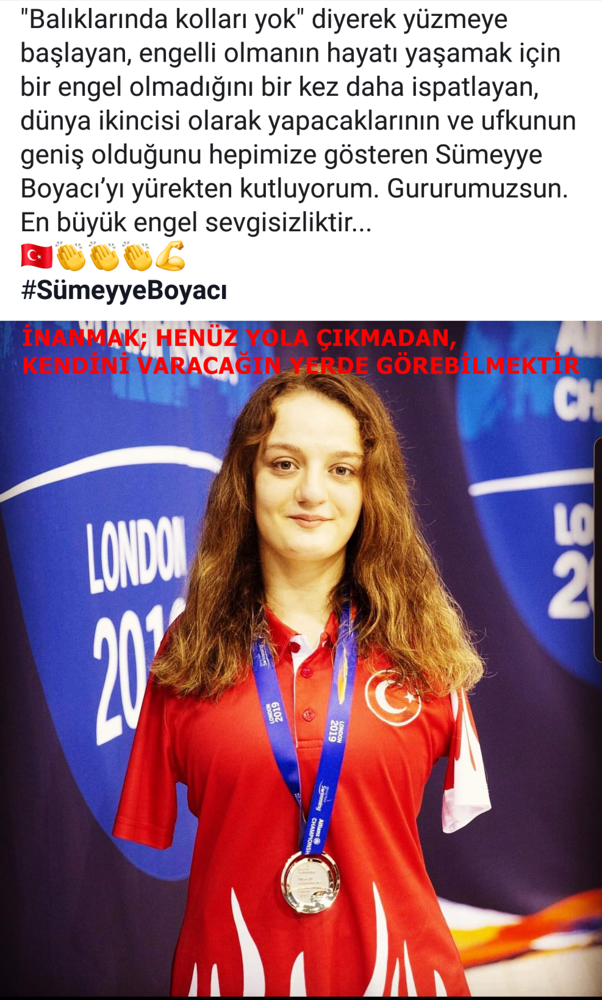 "Balıklarında kolları yok" diyerek yüzmeye
başlayan, engelli olmanın hayatı yaşamak için
bir engel olmadığını bir kez daha ispatlayan,
dünya ikincisi olarak yapacaklarının ve ufkunun
geniş olduğunu hepimize gösteren Sümeyye
Boyacı’yı yürekten kutluyorum. Gururumuzsun.
En büyük engel sevgisizliktir...
🇹🇷👏👏👏💪
#SümeyyeBoyacı
İNANMAK; HENÜZ YOLA ÇIKMADAN,
KENDİNİ VARACAĞIN YERDE GÖREBİLMEKTİR
CH
LONDON
2019
LO
20
Swimming
LONDON
2019
LONDON
2019
Swimming
Allianz
CHAMPIONSH